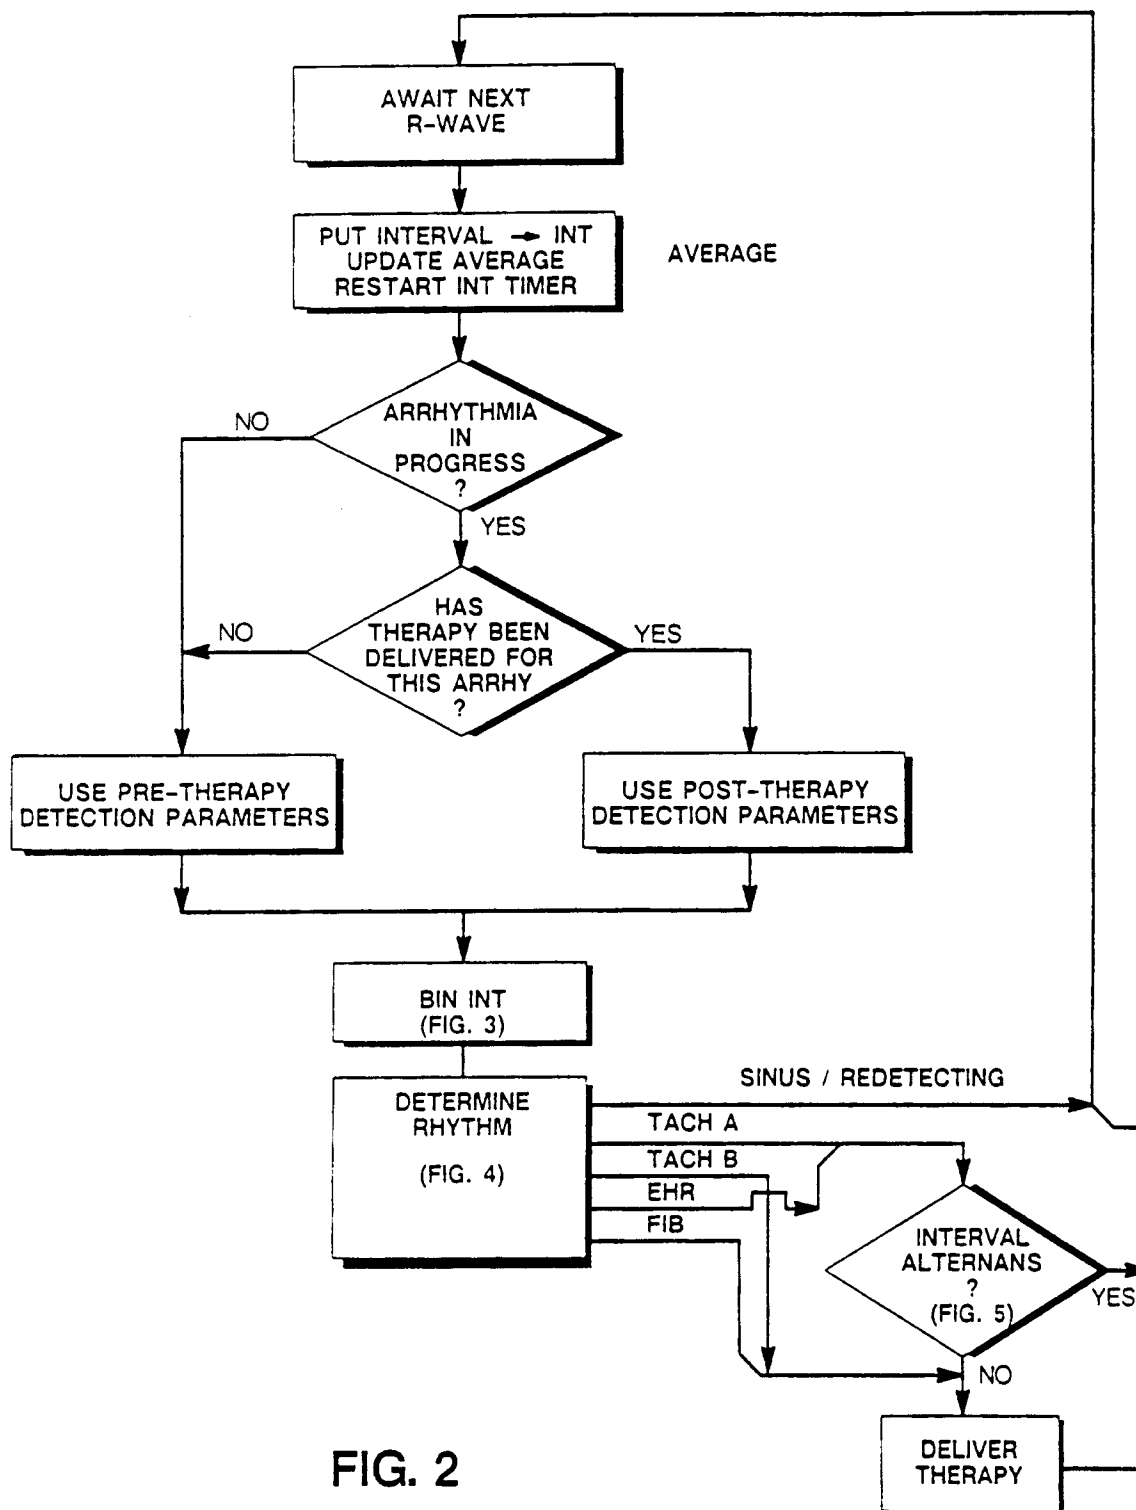 AWAIT NEXT
R-WAVE
PUT INTERVAL → INT
UPDATE AVERAGE
RESTART INT TIMER
AVERAGE
ARRHYTHMIA
IN
PROGRESS
?
NO
YES
HAS
THERAPY BEEN
DELIVERED FOR
THIS ARRHY
?
NO
YES
USE PRE-THERAPY
DETECTION PARAMETERS
USE POST-THERAPY
DETECTION PARAMETERS
BIN INT
(FIG. 3)
DETERMINE
RHYTHM
(FIG. 4)
SINUS / REDETECTING
TACH A
TACH B
EHR
FIB
INTERVAL
ALTERNANS
?
(FIG. 5)
YES
NO
DELIVER
THERAPY
FIG. 2